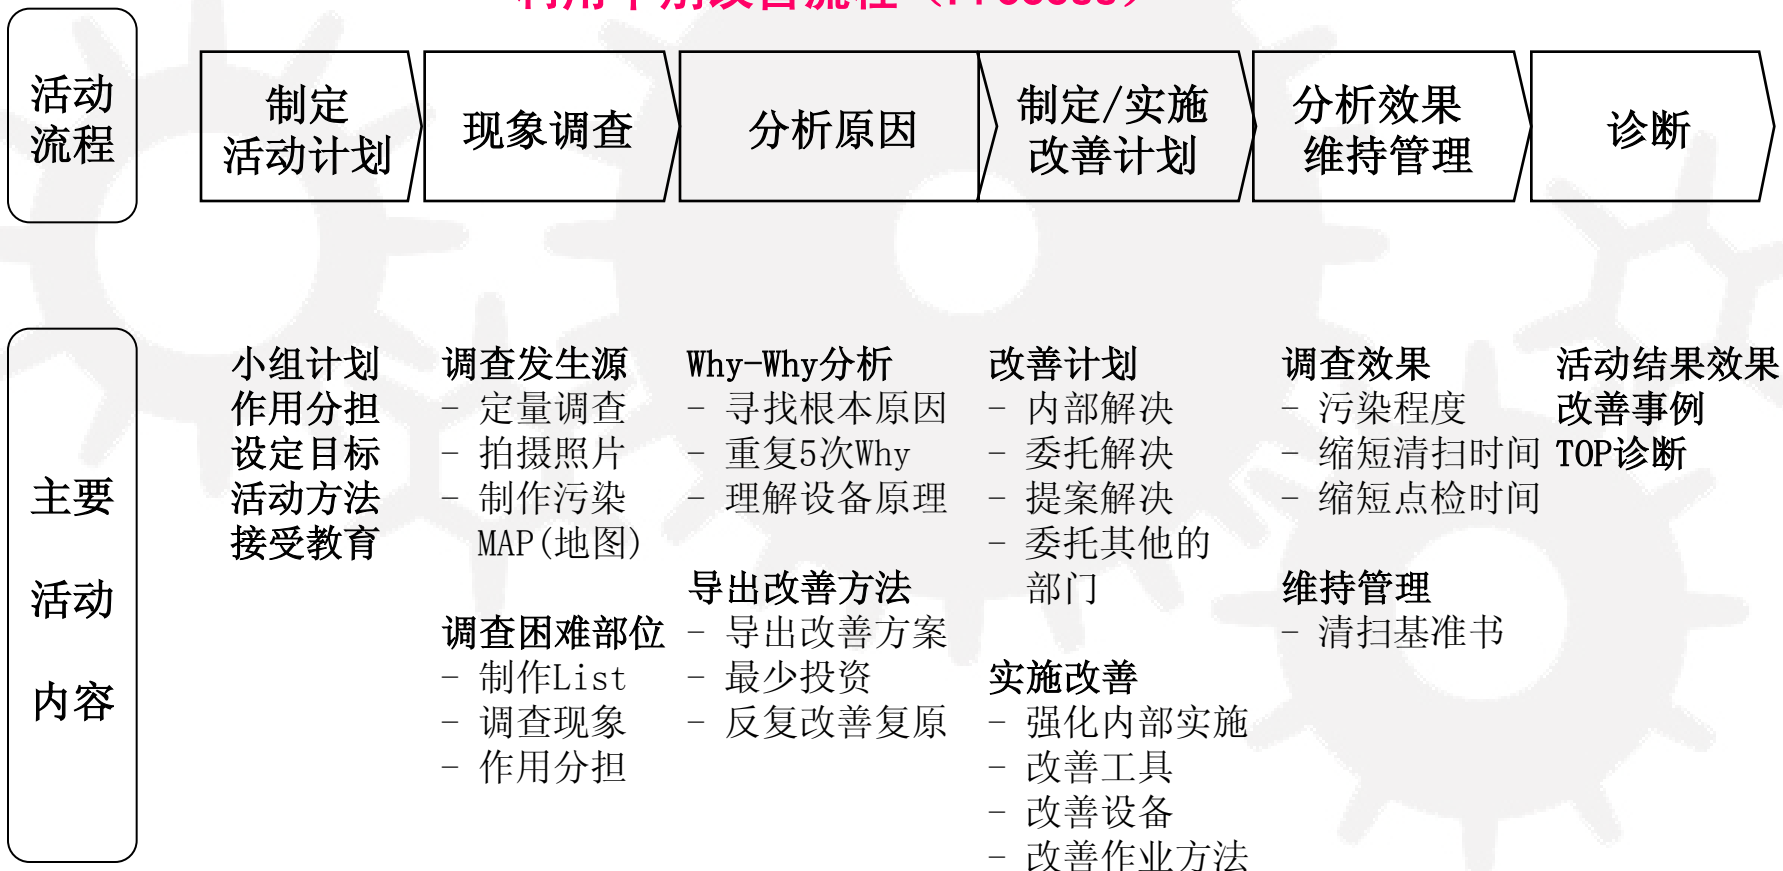 利用个别改善流程（Process）
活动
流程
制定
活动计划
现象调查
分析原因
制定/实施
改善计划
分析效果
维持管理
诊断
主要
活动
内容
小组计划
作用分担
设定目标
活动方法
接受教育
调查发生源
- 定量调查
- 拍摄照片
- 制作污染
MAP(地图)
调查困难部位
- 制作List
- 调查现象
- 作用分担
Why-Why分析
- 寻找根本原因
- 重复5次Why
- 理解设备原理
导出改善方法
- 导出改善方案
- 最少投资
- 反复改善复原
改善计划
- 内部解决
- 委托解决
- 提案解决
- 委托其他的
部门
实施改善
- 强化内部实施
- 改善工具
- 改善设备
- 改善作业方法
调查效果
- 污染程度
- 缩短清扫时间
- 缩短点检时间
维持管理
- 清扫基准书
活动结果效果
改善事例
TOP诊断